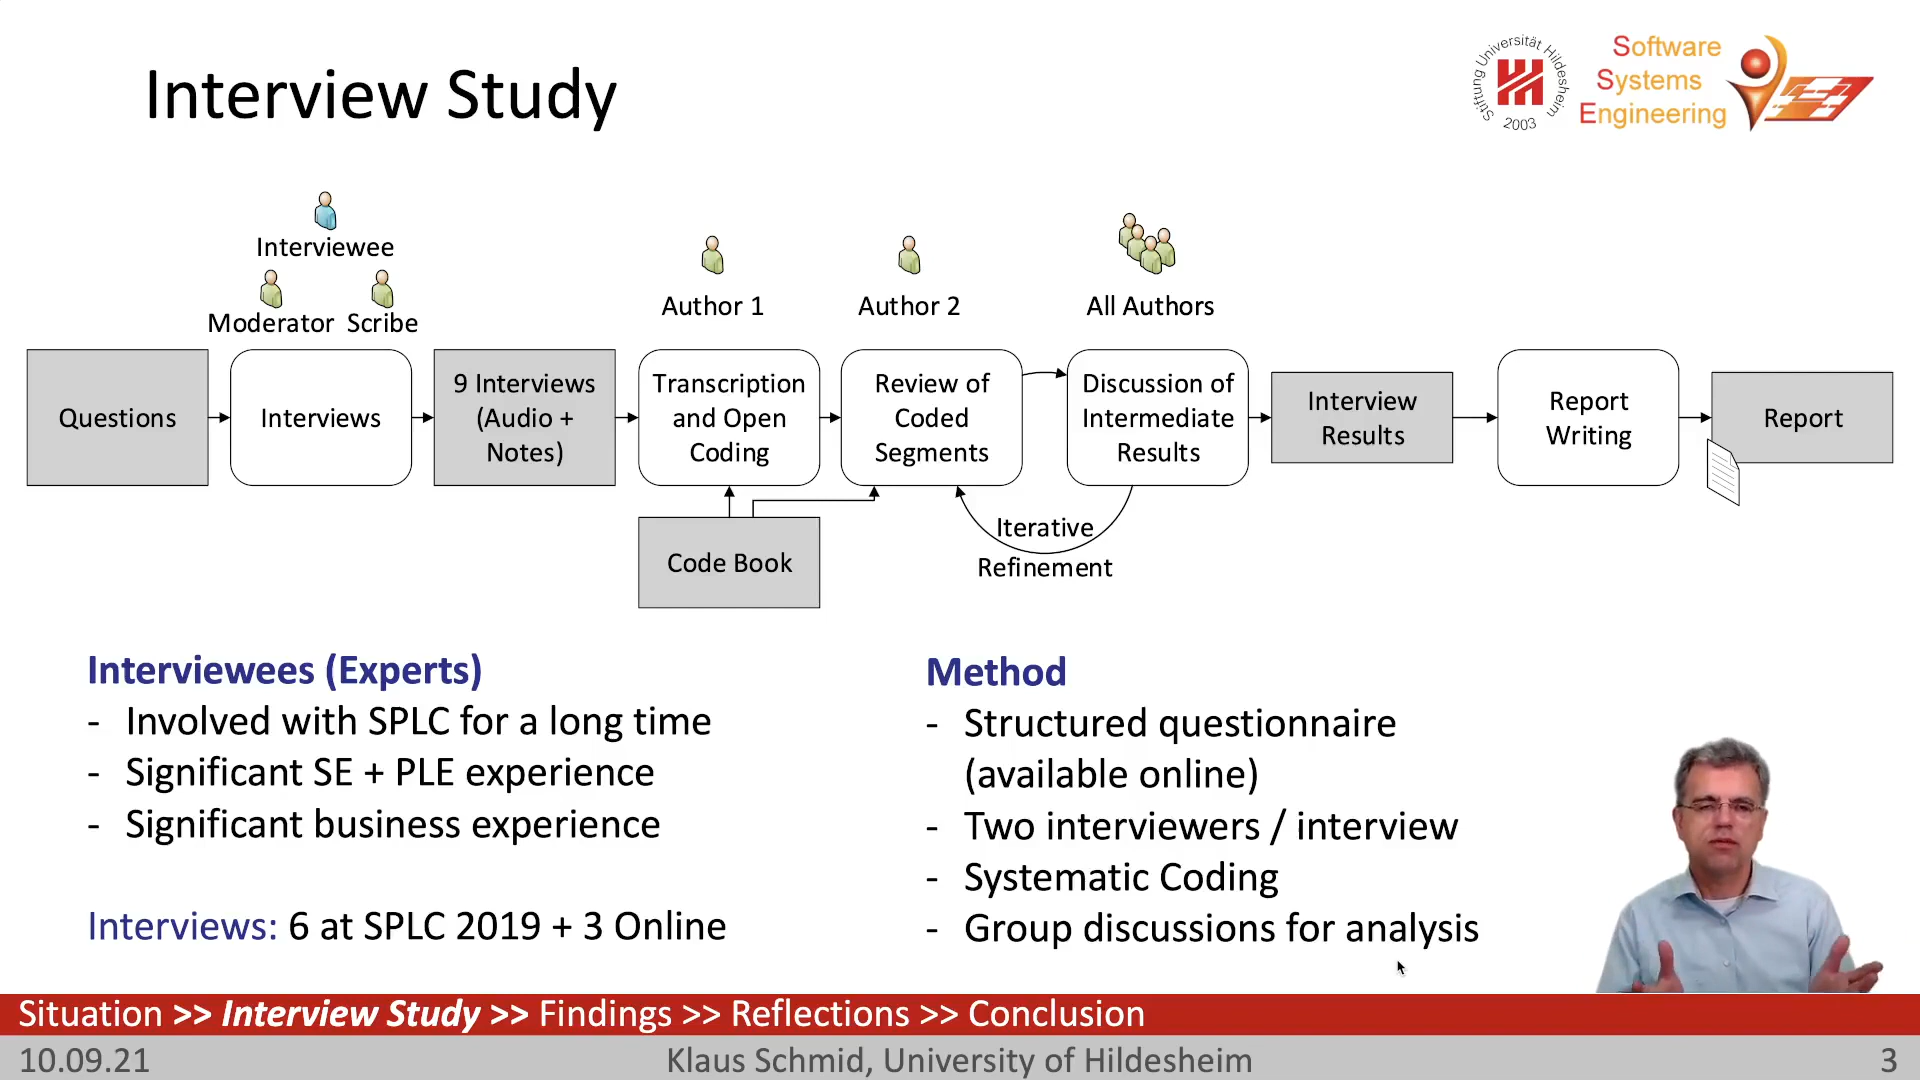 Interview Study
Stiftung Universität Hildesheim
2003
Software
Systems
Engineering
Interviewee
Moderator Scribe
Author 1
Author 2
All Authors
Questions
Interviews
9 Interviews
(Audio +
Notes)
Transcription
and Open
Coding
Review of
Coded
Segments
Discussion of
Intermediate
Results
Interview
Results
Report
Writing
Report
Code Book
Iterative
Refinement
Interviewees (Experts)
- Involved with SPLC for a long time
- Significant SE + PLE experience
- Significant business experience
Interviews: 6 at SPLC 2019 + 3 Online
Method
- Structured questionnaire
(available online)
- Two interviewers / interview
- Systematic Coding
- Group discussions for analysis
Situation >> Interview Study >> Findings >> Reflections >> Conclusion
10.09.21
Klaus Schmid, University of Hildesheim
3